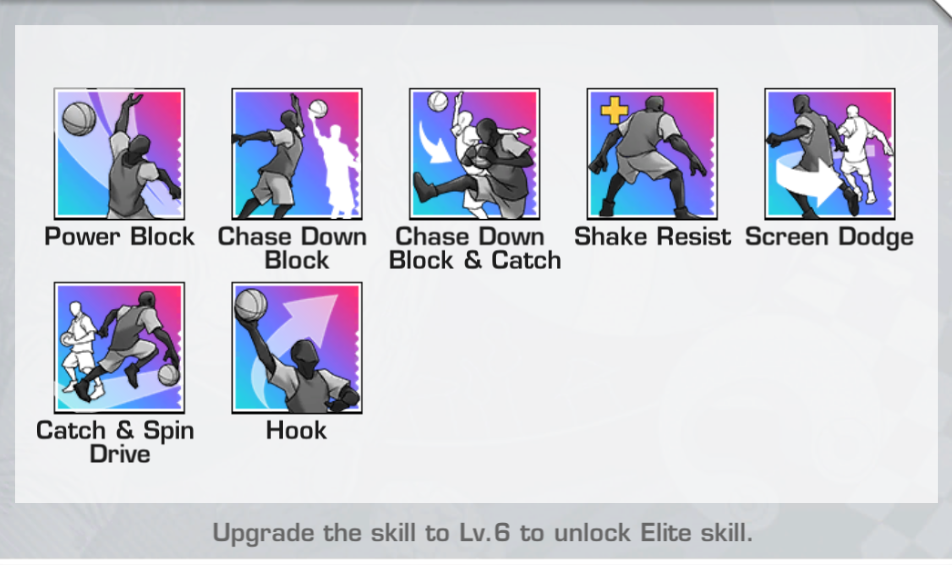 Power Block
Chase Down
Block
Chase Down
Block & Catch
Shake Resist
Screen Dodge
Catch & Spin
Drive
Hook
Upgrade the skill to Lv.6 to unlock Elite skill.